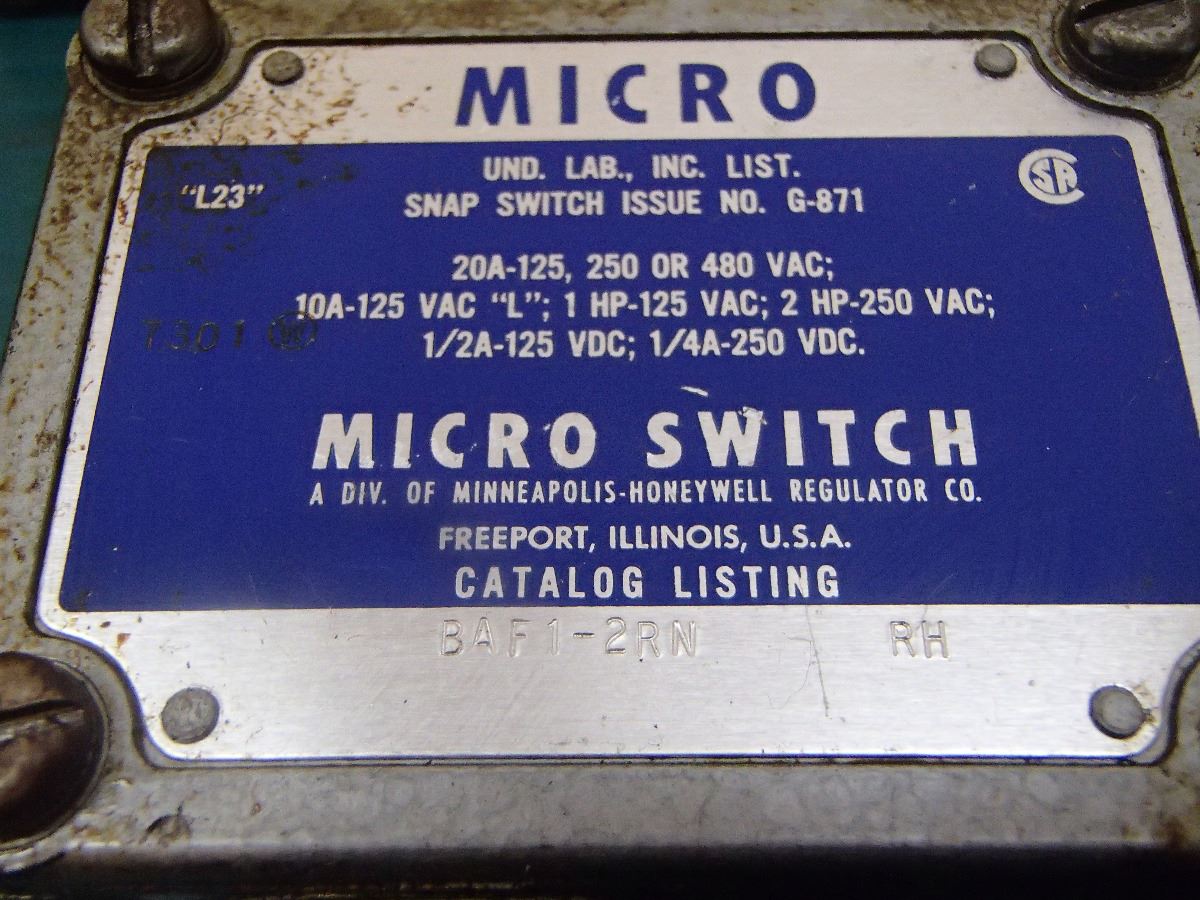 MICRO
UND. LAB., INC. LIST.
"L23"
SNAP SWITCH ISSUE NO. G-871
CSA
20A-125, 250 OR 480 VAC;
10A-125 VAC "L"; 1 HP-125 VAC; 2 HP-250 VAC;
7301 W
1/2A-125 VDC; 1/4A-250 VDC.
MICRO SWITCH
A DIV. OF MINNEAPOLIS-HONEYWELL REGULATOR CO.
FREEPORT, ILLINOIS, U.S.A.
CATALOG LISTING
BAF1-2RN RH